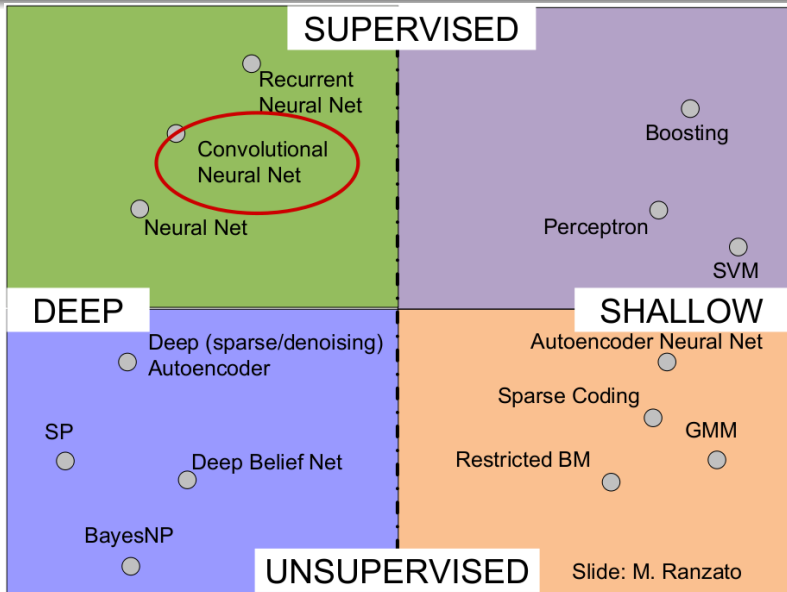 SUPERVISED
Recurrent
Neural Net
Convolutional
Neural Net
Neural Net
Boosting
Perceptron
SVM
DEEP
SHALLOW
Deep (sparse/denoising)
Autoencoder
SP
Deep Belief Net
BayesNP
Autoencoder Neural Net
Sparse Coding
GMM
Restricted BM
UNSUPERVISED
Slide: M. Ranzato